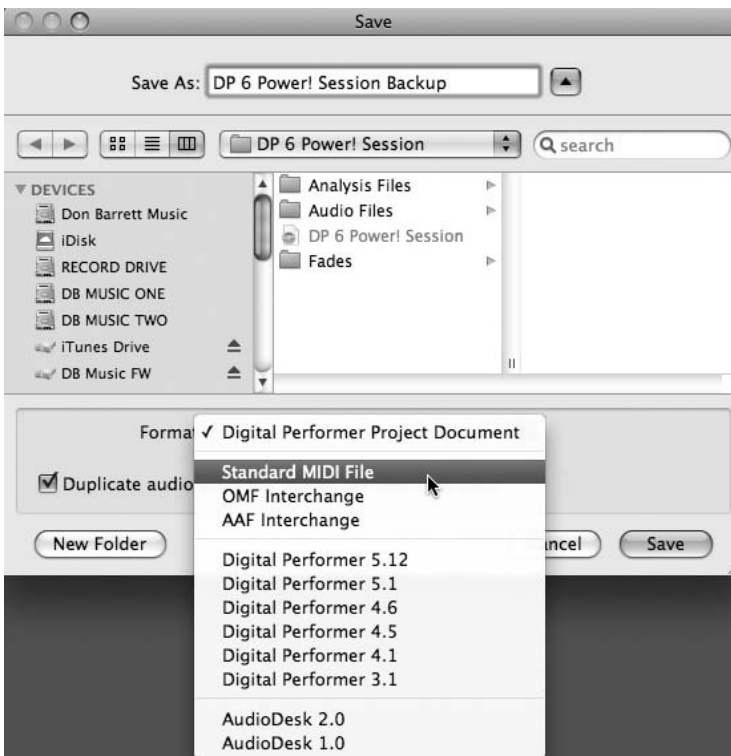 Save
Save As: DP 6 Power! Session Backup
DP 6 Power! Session
search
DEVICES
Don Barrett Music
iDisk
RECORD DRIVE
DB MUSIC ONE
DB MUSIC TWO
iTunes Drive
DB Music FW
Analysis Files
Audio Files
DP 6 Power! Session
Fades
Format
✓ Digital Performer Project Document
Standard MIDI File
OMF Interchange
AAF Interchange
Digital Performer 5.12
Digital Performer 5.1
Digital Performer 4.6
Digital Performer 4.5
Digital Performer 4.1
Digital Performer 3.1
AudioDesk 2.0
AudioDesk 1.0
Duplicate audio
New Folder
ancel
Save